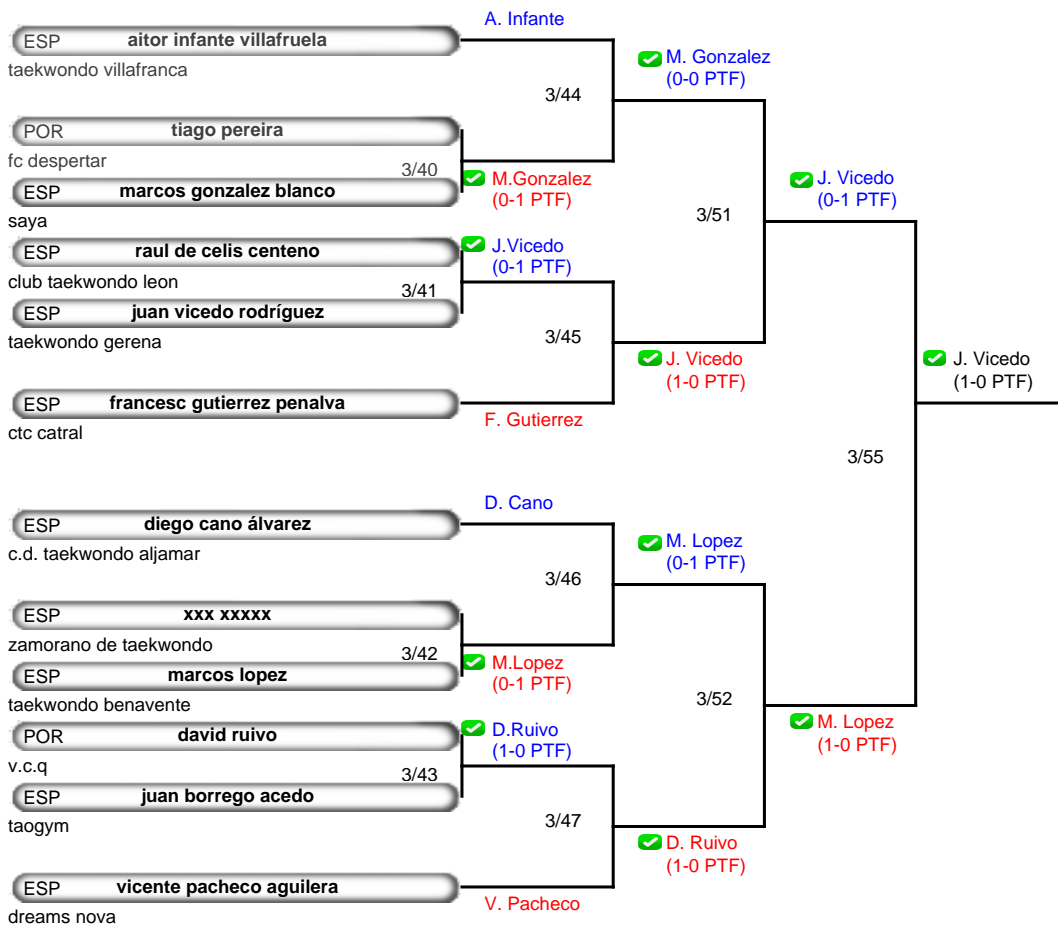 A. Infante
ESP aitor infante villafruela
taekwondo villafranca
M. Gonzalez
(0-0 PTF)
3/44
POR tiago pereira
fc despertar
3/40
ESP marcos gonzalez blanco
saya
M.Gonzalez
(0-1 PTF)
J. Vicedo
(0-1 PTF)
3/51
ESP raul de celis centeno
club taekwondo leon
J.Vicedo
(0-1 PTF)
3/41
ESP juan vicedo rodríguez
taekwondo gerena
3/45
J. Vicedo
(1-0 PTF)
J. Vicedo
(1-0 PTF)
ESP francesc gutierrez penalva
ctc catral
F. Gutierrez
3/55
D. Cano
ESP diego cano álvarez
c.d. taekwondo aljamar
M. Lopez
(0-1 PTF)
3/46
ESP xxx xxxxx
zamorano de taekwondo
3/42
ESP marcos lopez
taekwondo benavente
M.Lopez
(0-1 PTF)
3/52
M. Lopez
(1-0 PTF)
POR david ruivo
v.c.q
D.Ruivo
(1-0 PTF)
3/43
ESP juan borrego acedo
taogym
3/47
D. Ruivo
(1-0 PTF)
ESP vicente pacheco aguilera
dreams nova
V. Pacheco